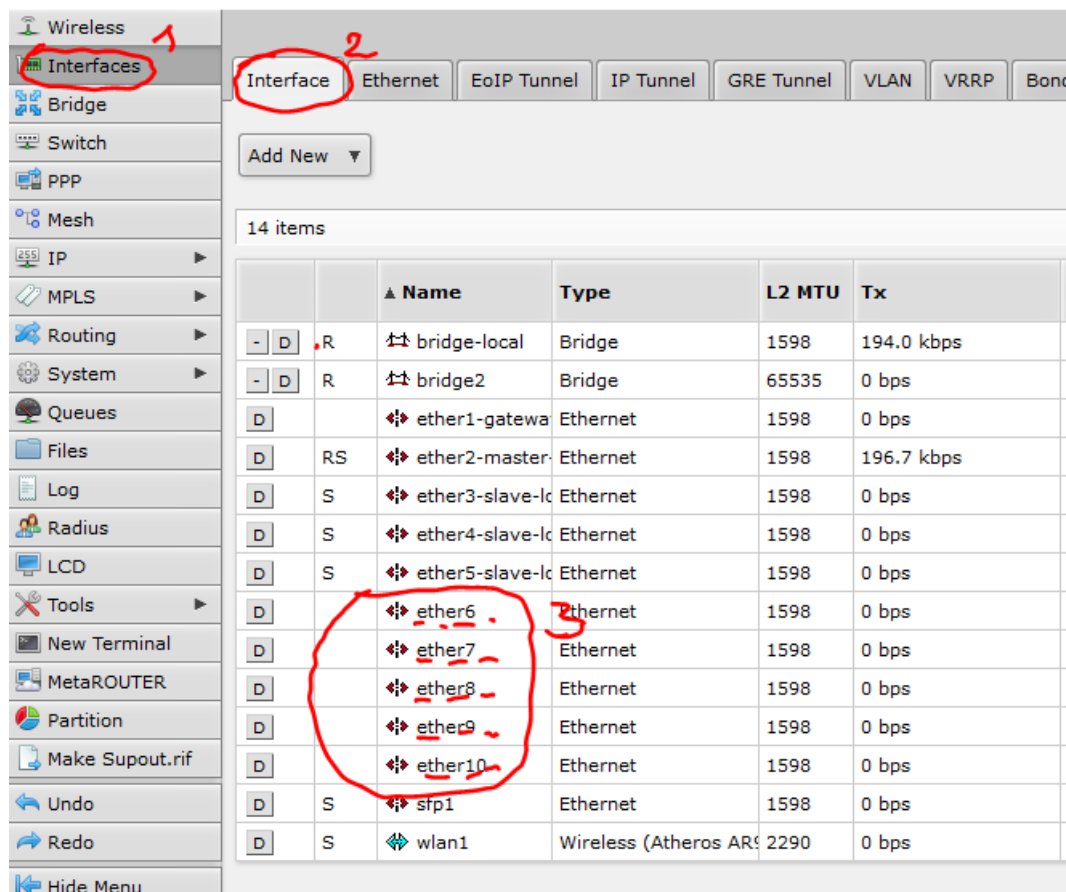 Wireless
1
Interfaces
Bridge
Switch
PPP
Mesh
255 IP
MPLS
Routing
System
Queues
Files
Log
Radius
LCD
Tools
New Terminal
MetaROUTER
Partition
Make Supout.rif
Undo
Redo
Hide Menu
2
Interface Ethernet EoIP Tunnel IP Tunnel GRE Tunnel VLAN VRRP Bond
Add New ▼
14 items
▲ Name Type L2 MTU Tx
- D R bridge-local Bridge 1598 194.0 kbps
- D R bridge2 Bridge 65535 0 bps
D ether1-gatewa Ethernet 1598 0 bps
D RS ether2-master- Ethernet 1598 196.7 kbps
D S ether3-slave-lo Ethernet 1598 0 bps
D S ether4-slave-lo Ethernet 1598 0 bps
D S ether5-slave-lo Ethernet 1598 0 bps
D ether6 3 Ethernet 1598 0 bps
D ether7 Ethernet 1598 0 bps
D ether8 Ethernet 1598 0 bps
D ether9 Ethernet 1598 0 bps
D ether10 Ethernet 1598 0 bps
D S sfp1 Ethernet 1598 0 bps
D S wlan1 Wireless (Atheros AR9 2290 0 bps